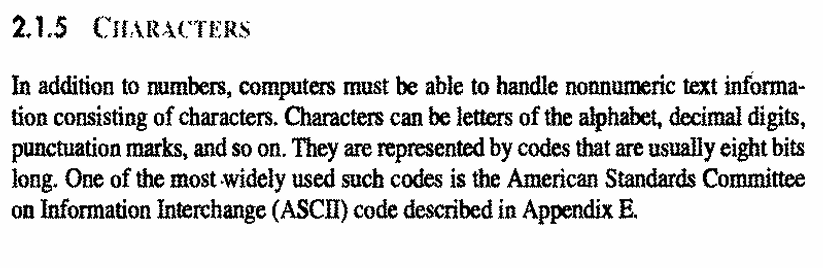 2.1.5 CHARACTERS
In addition to numbers, computers must be able to handle nonnumeric text informa-
tion consisting of characters. Characters can be letters of the alphabet, decimal digits,
punctuation marks, and so on. They are represented by codes that are usually eight bits
long. One of the most widely used such codes is the American Standards Committee
on Information Interchange (ASCII) code described in Appendix E.